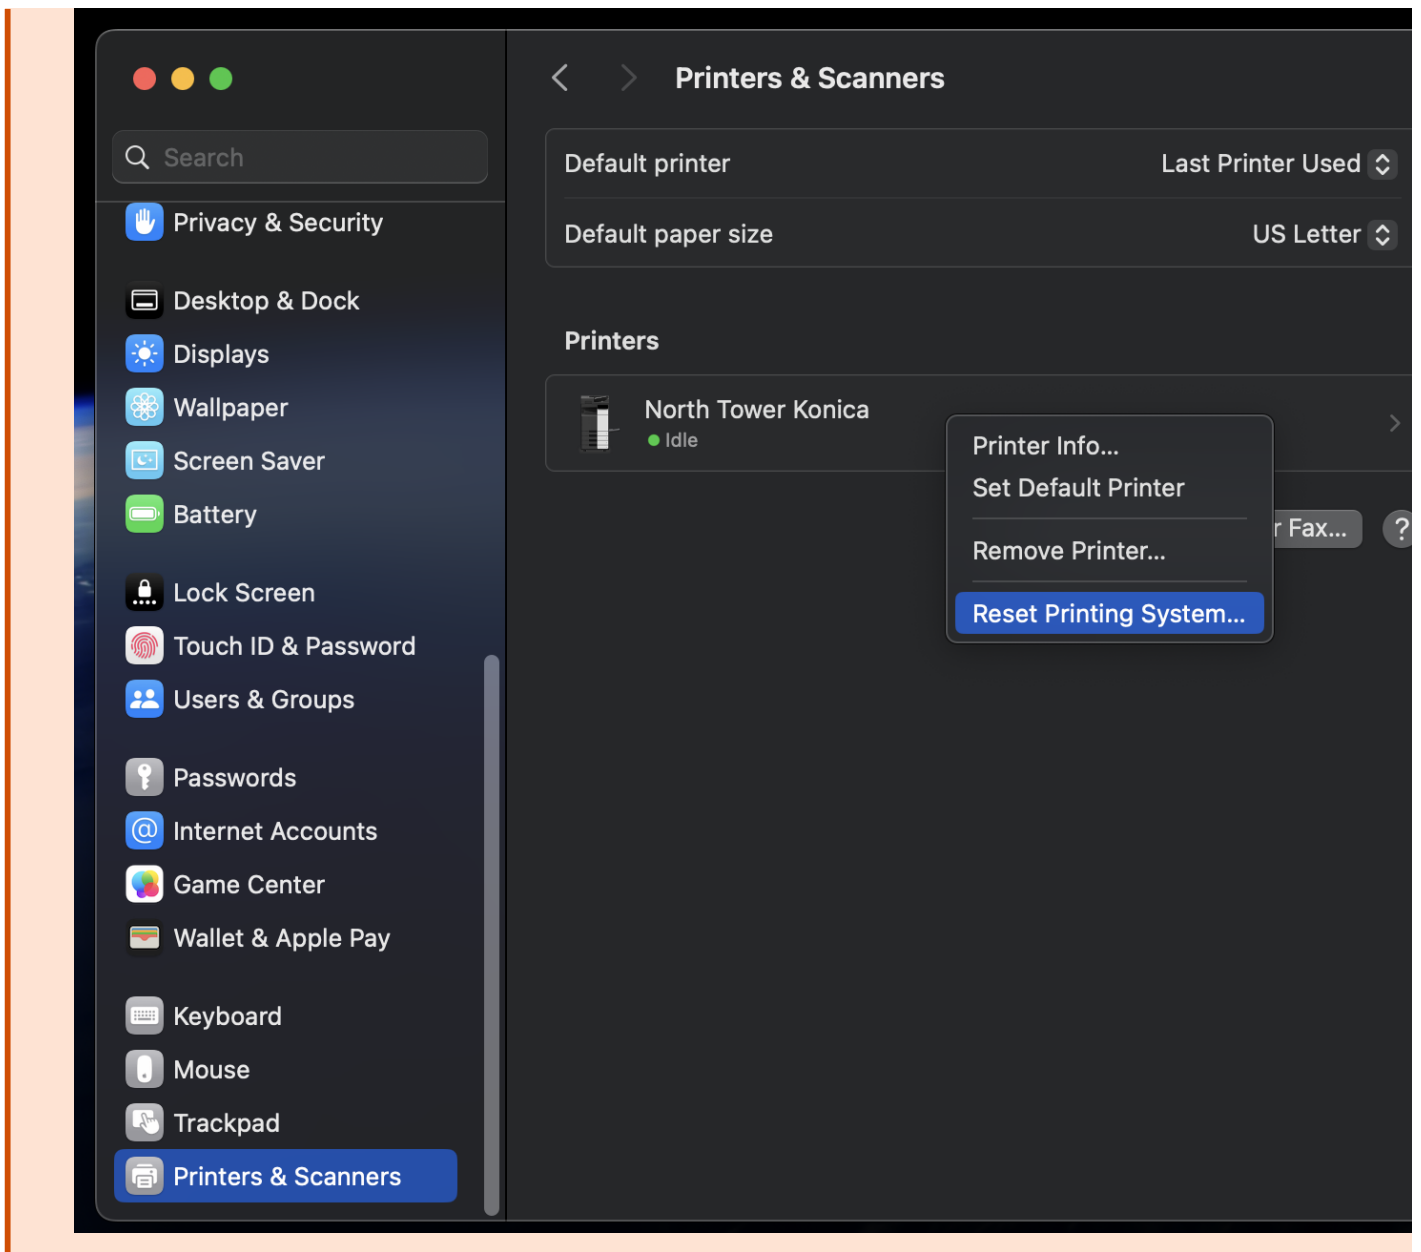 Printers & Scanners
Search
Privacy & Security
Desktop & Dock
Displays
Wallpaper
Screen Saver
Battery
Lock Screen
Touch ID & Password
Users & Groups
Passwords
@
Internet Accounts
Game Center
Wallet & Apple Pay
Keyboard
Mouse
Trackpad
Printers & Scanners
Default printer
Last Printer Used
Default paper size
US Letter
Printers
North Tower Konica
Idle
Printer Info...
Set Default Printer
Remove Printer...
Reset Printing System...
r Fax...
?